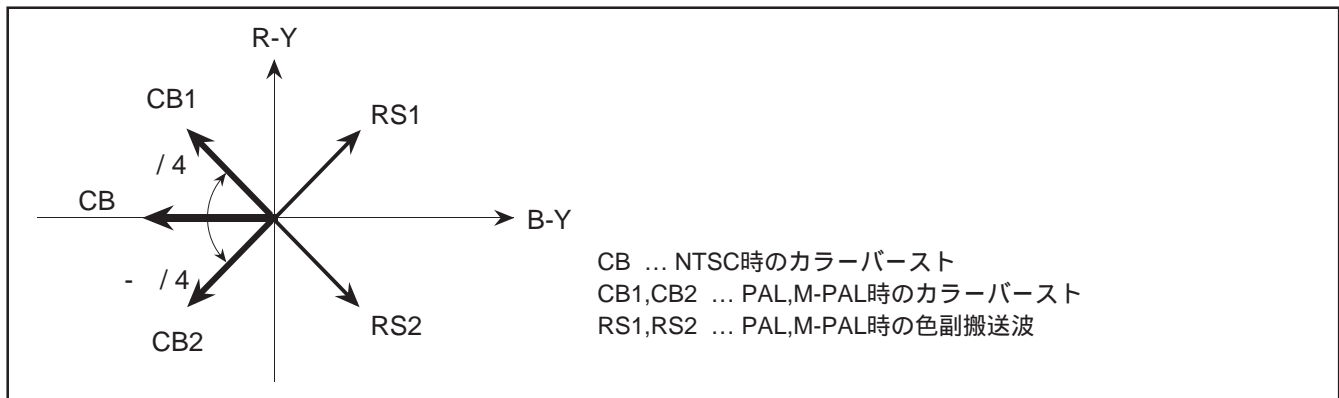 R-Y
CB1
RS1
/ 4
CB
B-Y
- / 4
RS2
CB2
CB … NTSC時のカラーバースト
CB1,CB2 … PAL,M-PAL時のカラーバースト
RS1,RS2 … PAL,M-PAL時の色副搬送波